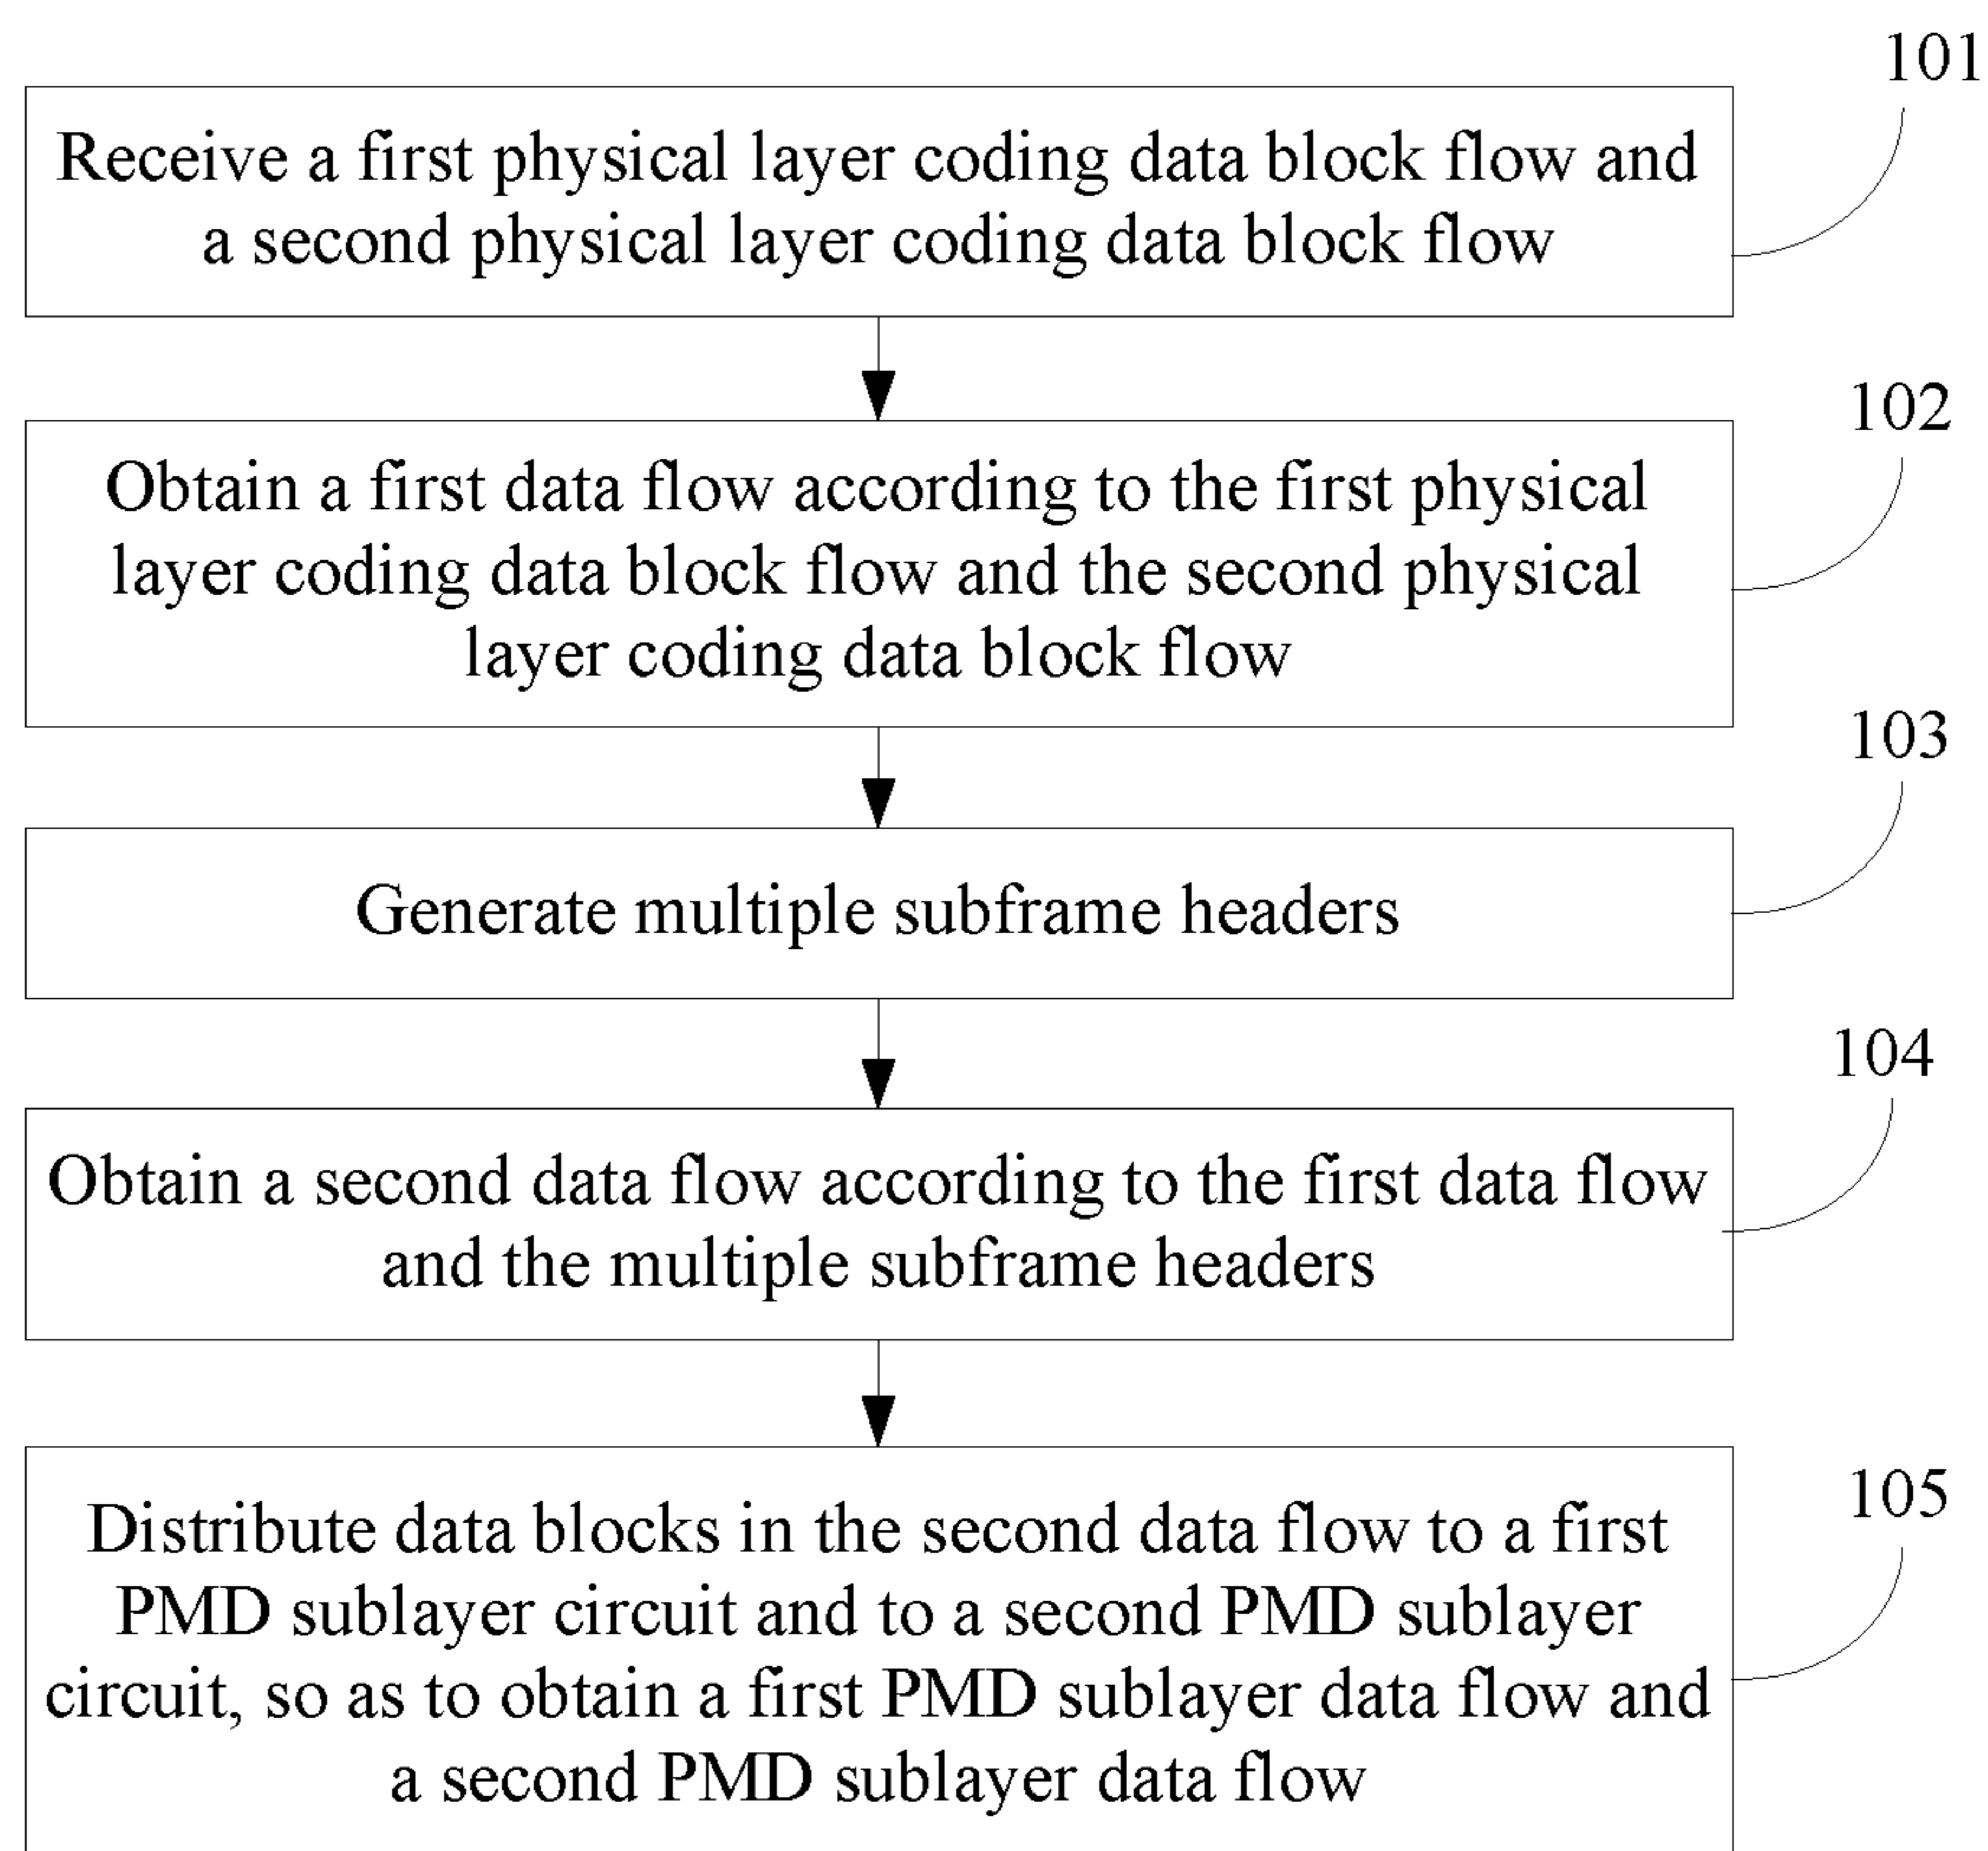 101
Receive a first physical layer coding data block flow and
a second physical layer coding data block flow
102
Obtain a first data flow according to the first physical
layer coding data block flow and the second physical
layer coding data block flow
103
Generate multiple subframe headers
104
Obtain a second data flow according to the first data flow
and the multiple subframe headers
105
Distribute data blocks in the second data flow to a first
PMD sublayer circuit and to a second PMD sublayer
circuit, so as to obtain a first PMD sublayer data flow and
a second PMD sublayer data flow